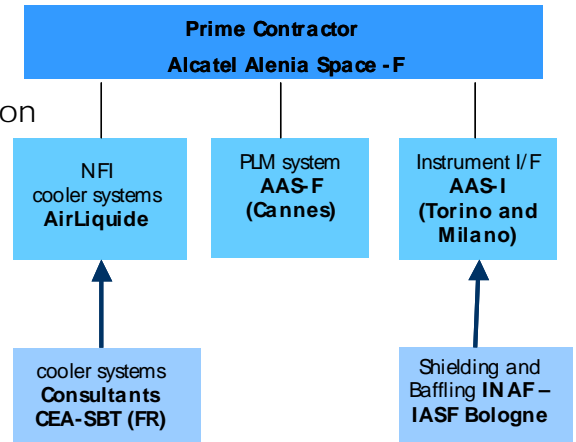 Prime Contractor
Alcatel Alenia Space - F
on
NFI
cooler systems
AirLiquide
PLM system
AAS-F
(Cannes)
Instrument I/F
AAS-I
(Torino and
Milano)
cooler systems
Consultants
CEA-SBT (FR)
Shielding and
Baffling INAF –
IASF Bologne